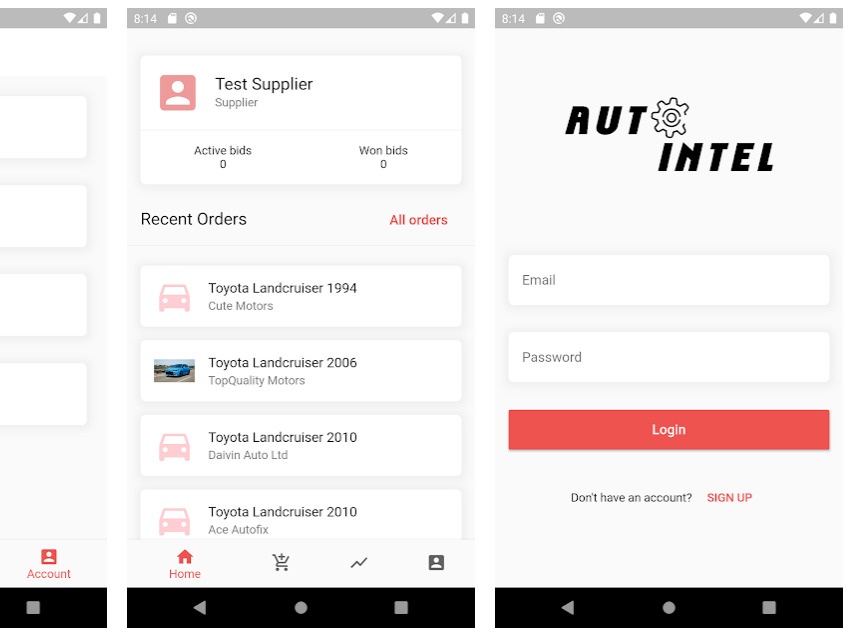 Account
8:14
Test Supplier
Supplier
Active bids
0
Won bids
0
Recent Orders
All orders
Toyota Landcruiser 1994
Cute Motors
Toyota Landcruiser 2006
TopQuality Motors
Toyota Landcruiser 2010
Daivin Auto Ltd
Toyota Landcruiser 2010
Ace Autofix
Home
8:14
AUTO
INTEL
Email
Password
Login
Don't have an account? SIGN UP